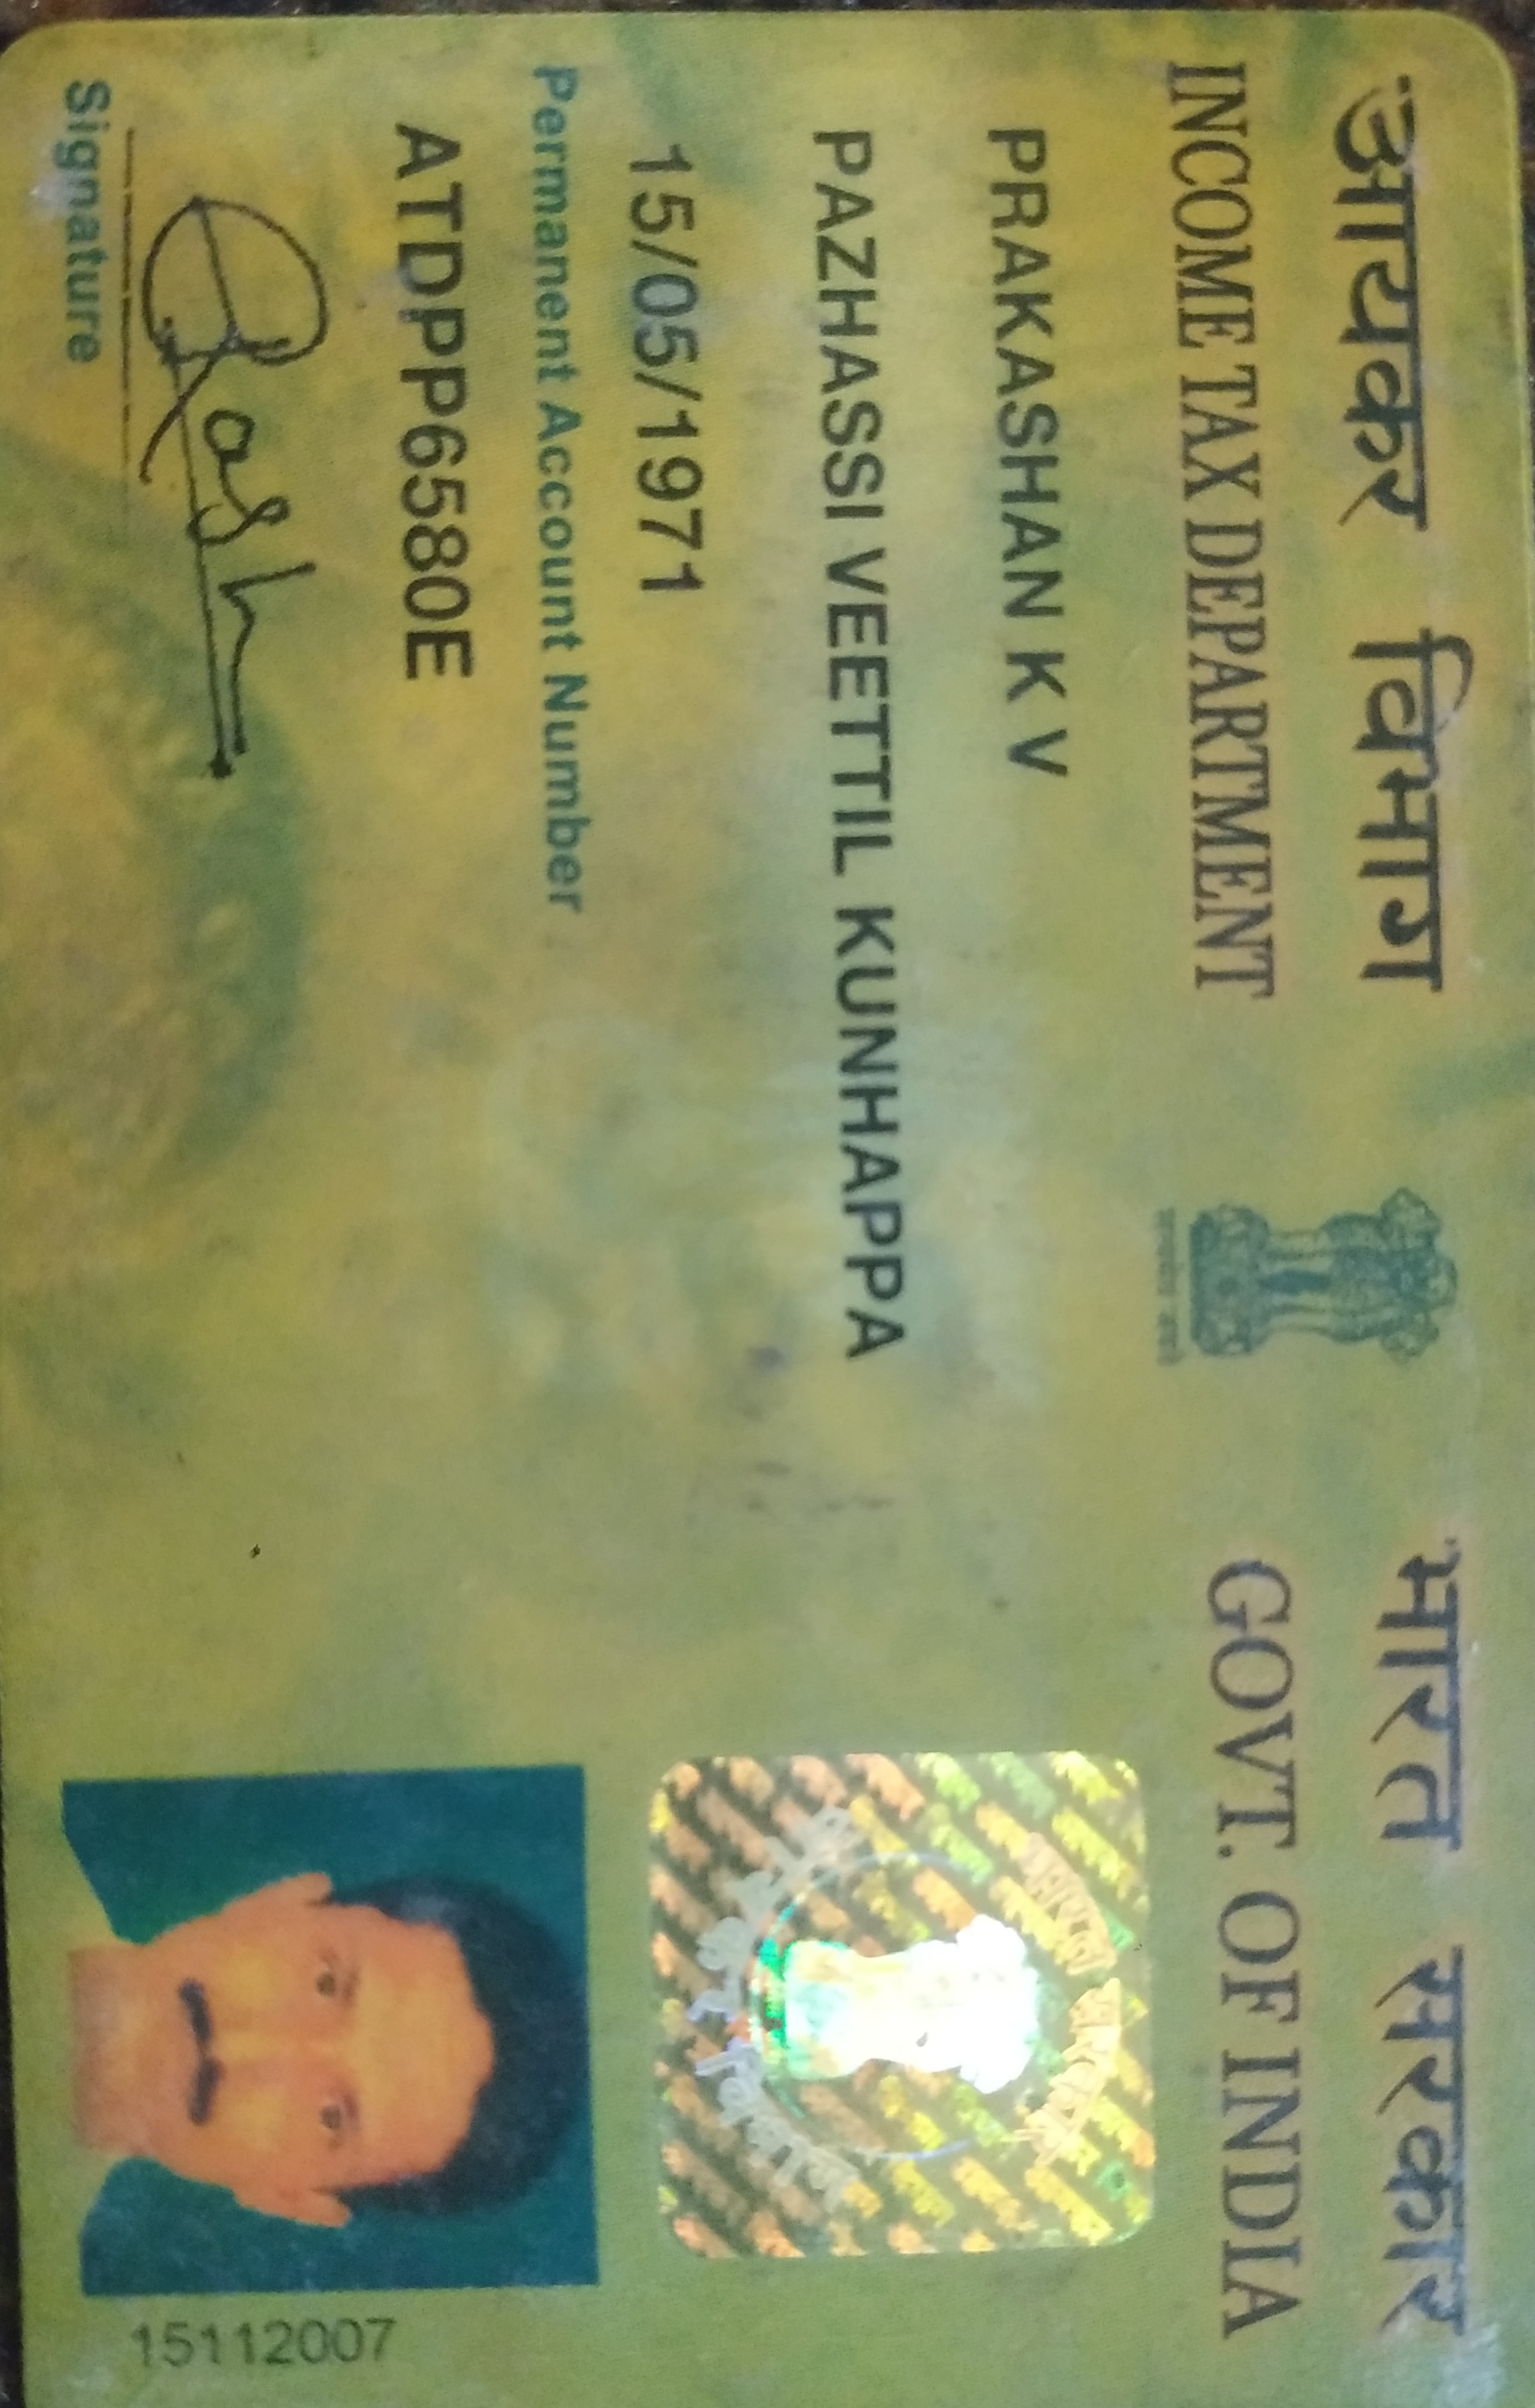 आयकर विभाग
INCOME TAX DEPARTMENT
भारत सरकार
GOVT. OF INDIA
PRAKASHAN K V
PAZHASSI VEETTIL KUNHAPPA
15/05/1971
Permanent Account Number
ATDPP6580E
Signature
15112007